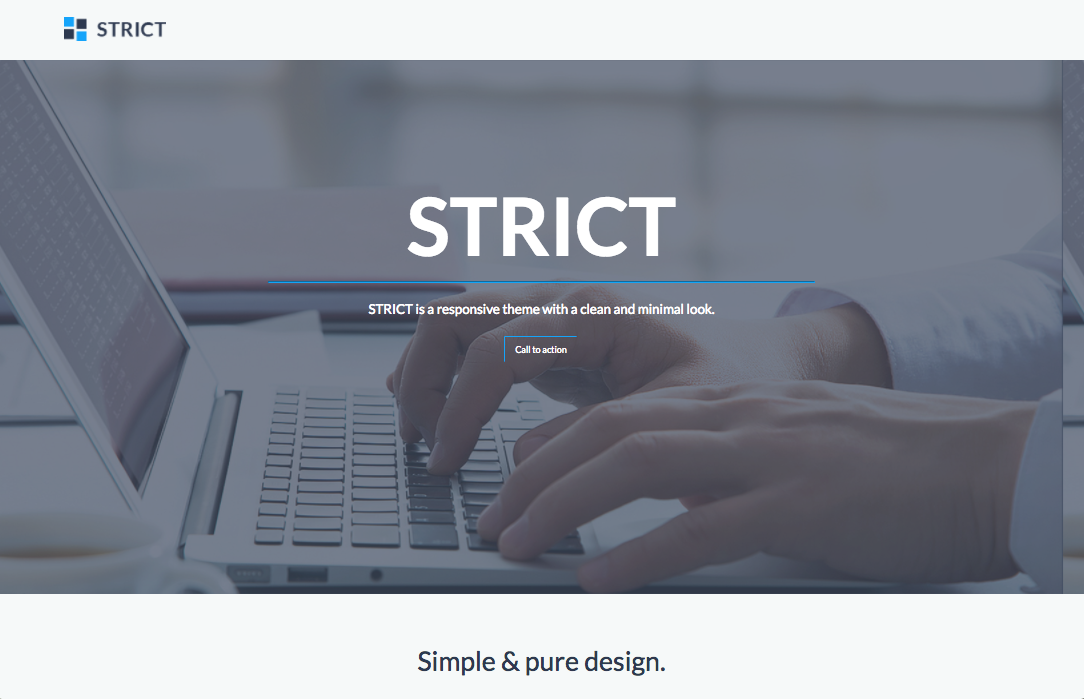 STRICT
STRICT
STRICT is a responsive theme with a clean and minimal look.
Call to action
Simple & pure design.